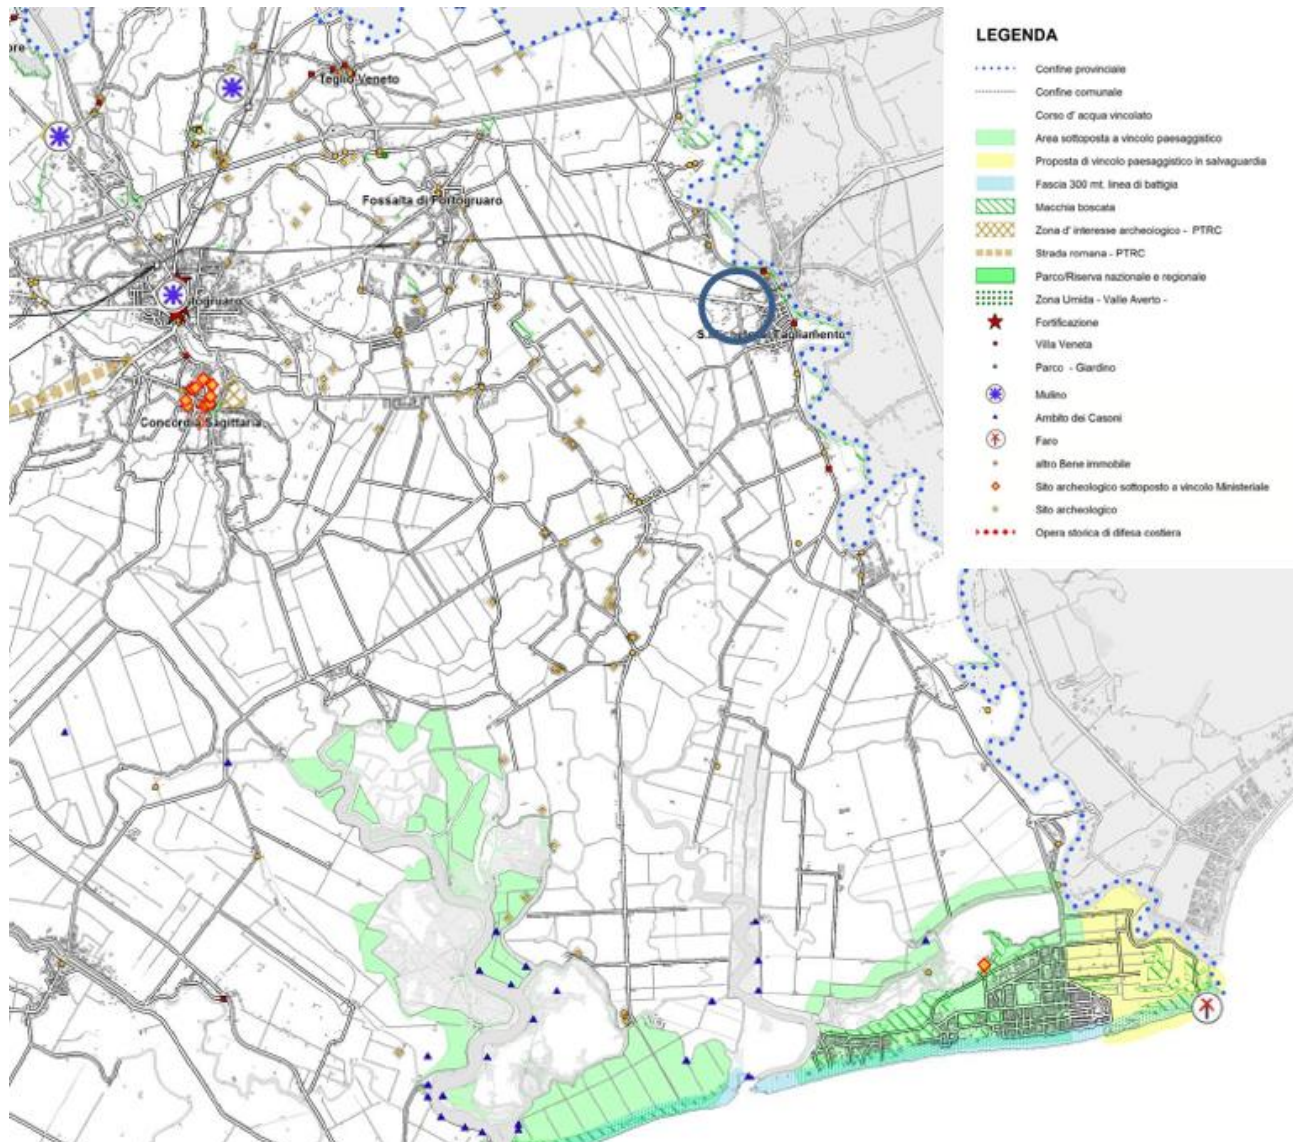 LEGENDA
Confine provinciale
Confine comunale
Corso d' acqua vincolato
Area sottoposta a vincolo paesaggistico
Proposta di vincolo paesaggistico in salvaguardia
Fascia 300 mt. linea di battigia
Macchia boscata
Zona d' interesse archeologico - PTRC
Strada romana - PTRC
Parco/Riserva nazionale e regionale
Zona Umida - Valle Averto -
Fortificazione
Villa Veneta
Parco - Giardino
Mulino
Ambito dei Casoni
Faro
altro Bene immobile
Sito archeologico sottoposto a vincolo Ministeriale
Sito archeologico
Opera storica di difesa costiera
ore
Teglio Veneto
Fossalta di Portogruaro
ogruaro
Tagliamento
Concordia Sagittaria